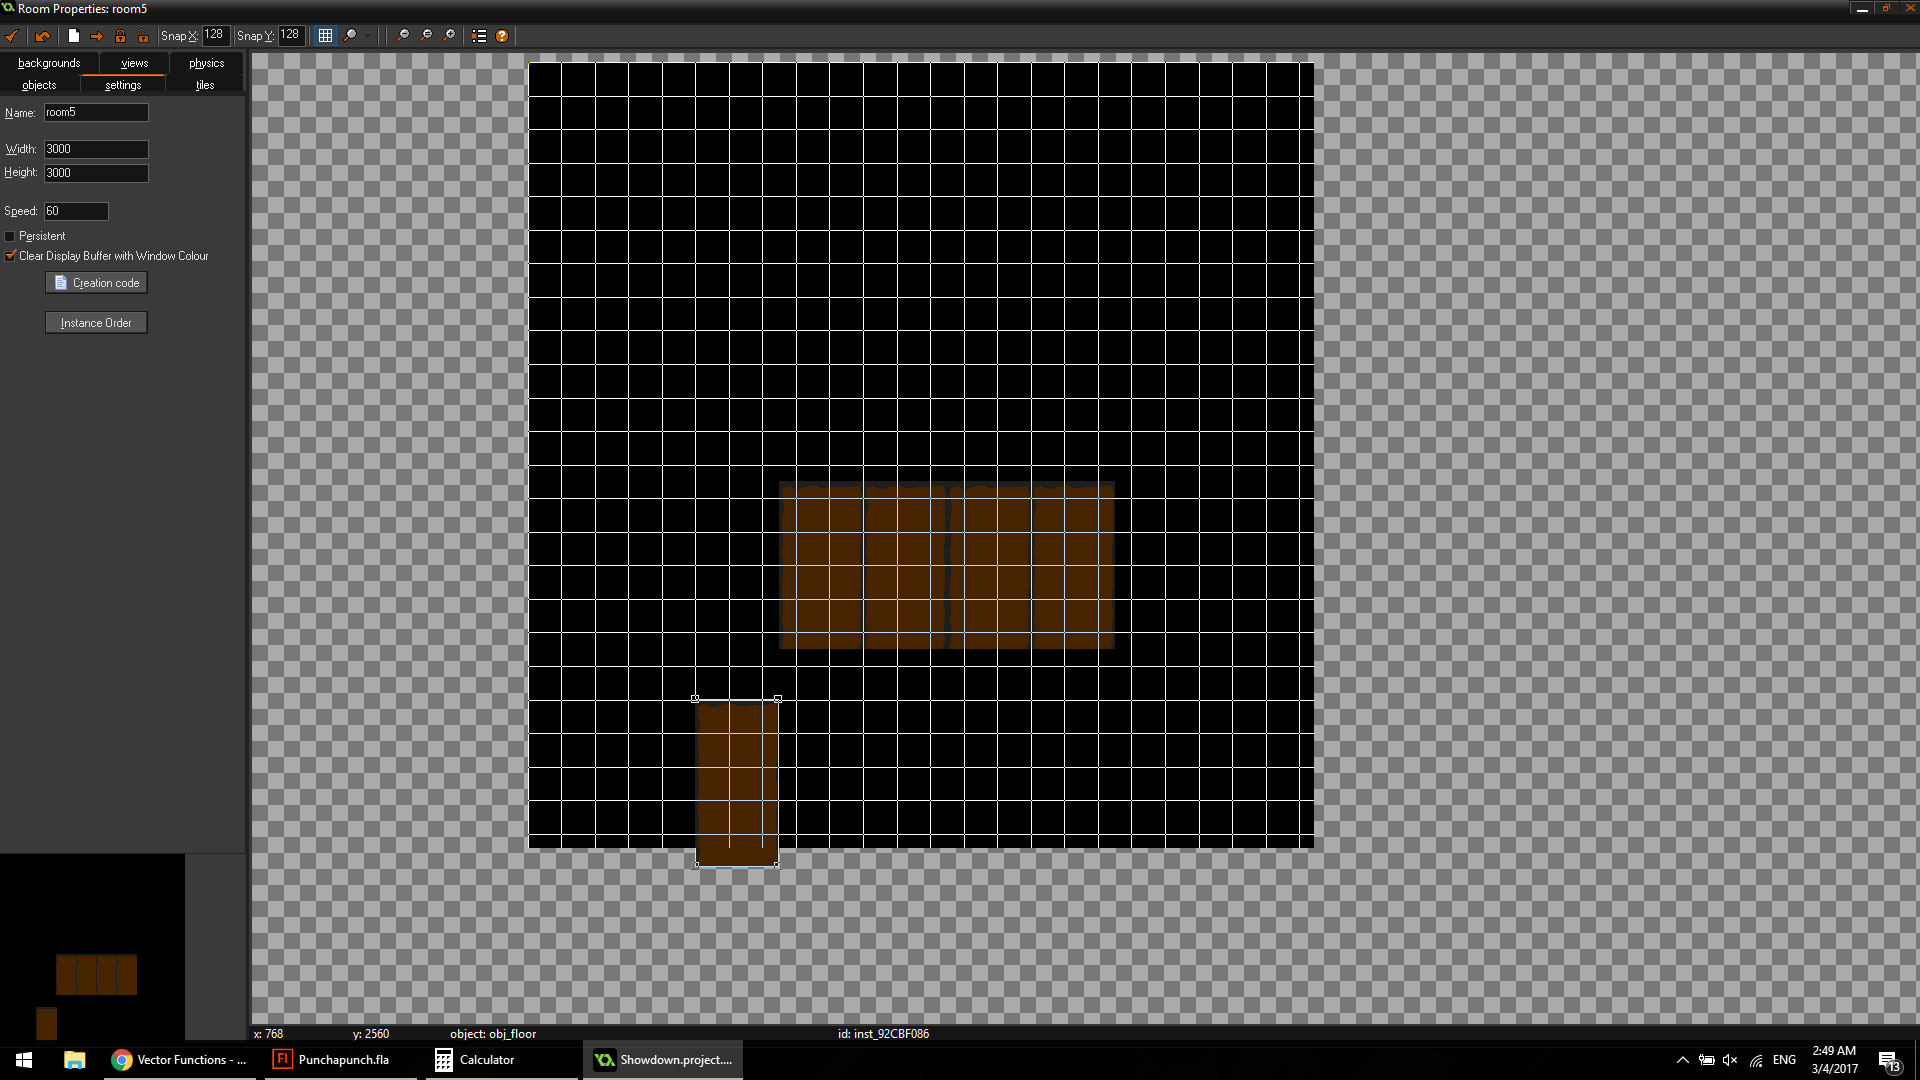 Room Properties: room5
Snap X: 128 Snap Y: 128
backgrounds views physics
objects settings tiles
Name: room5
Width: 3000
Height: 3000
Speed: 60
Persistent
Clear Display Buffer with Window Colour
Creation code
Instance Order
x: 768 y: 2560 object: obj_floor id: inst_92CBF086
Vector Functions - ... Fl Punchapunch.fla Calculator Showdown.project.... ENG 2:49 AM
3/4/2017 13